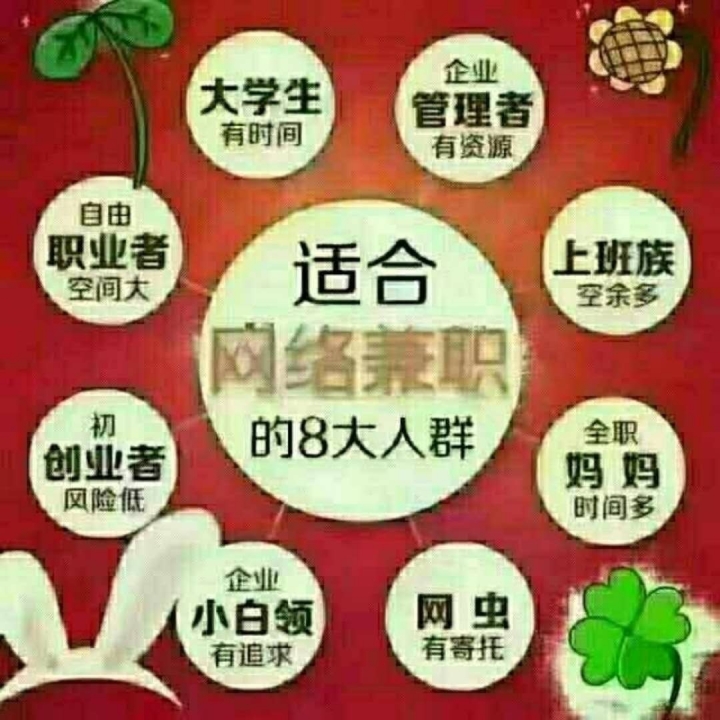 大学生
有时间
企业
管理者
有资源
自由
职业者
空间大
适合
网络兼职
的8大人群
上班族
空余多
初
创业者
风险低
全职
妈 妈
时间多
企业
小白领
有追求
网 虫
有寄托